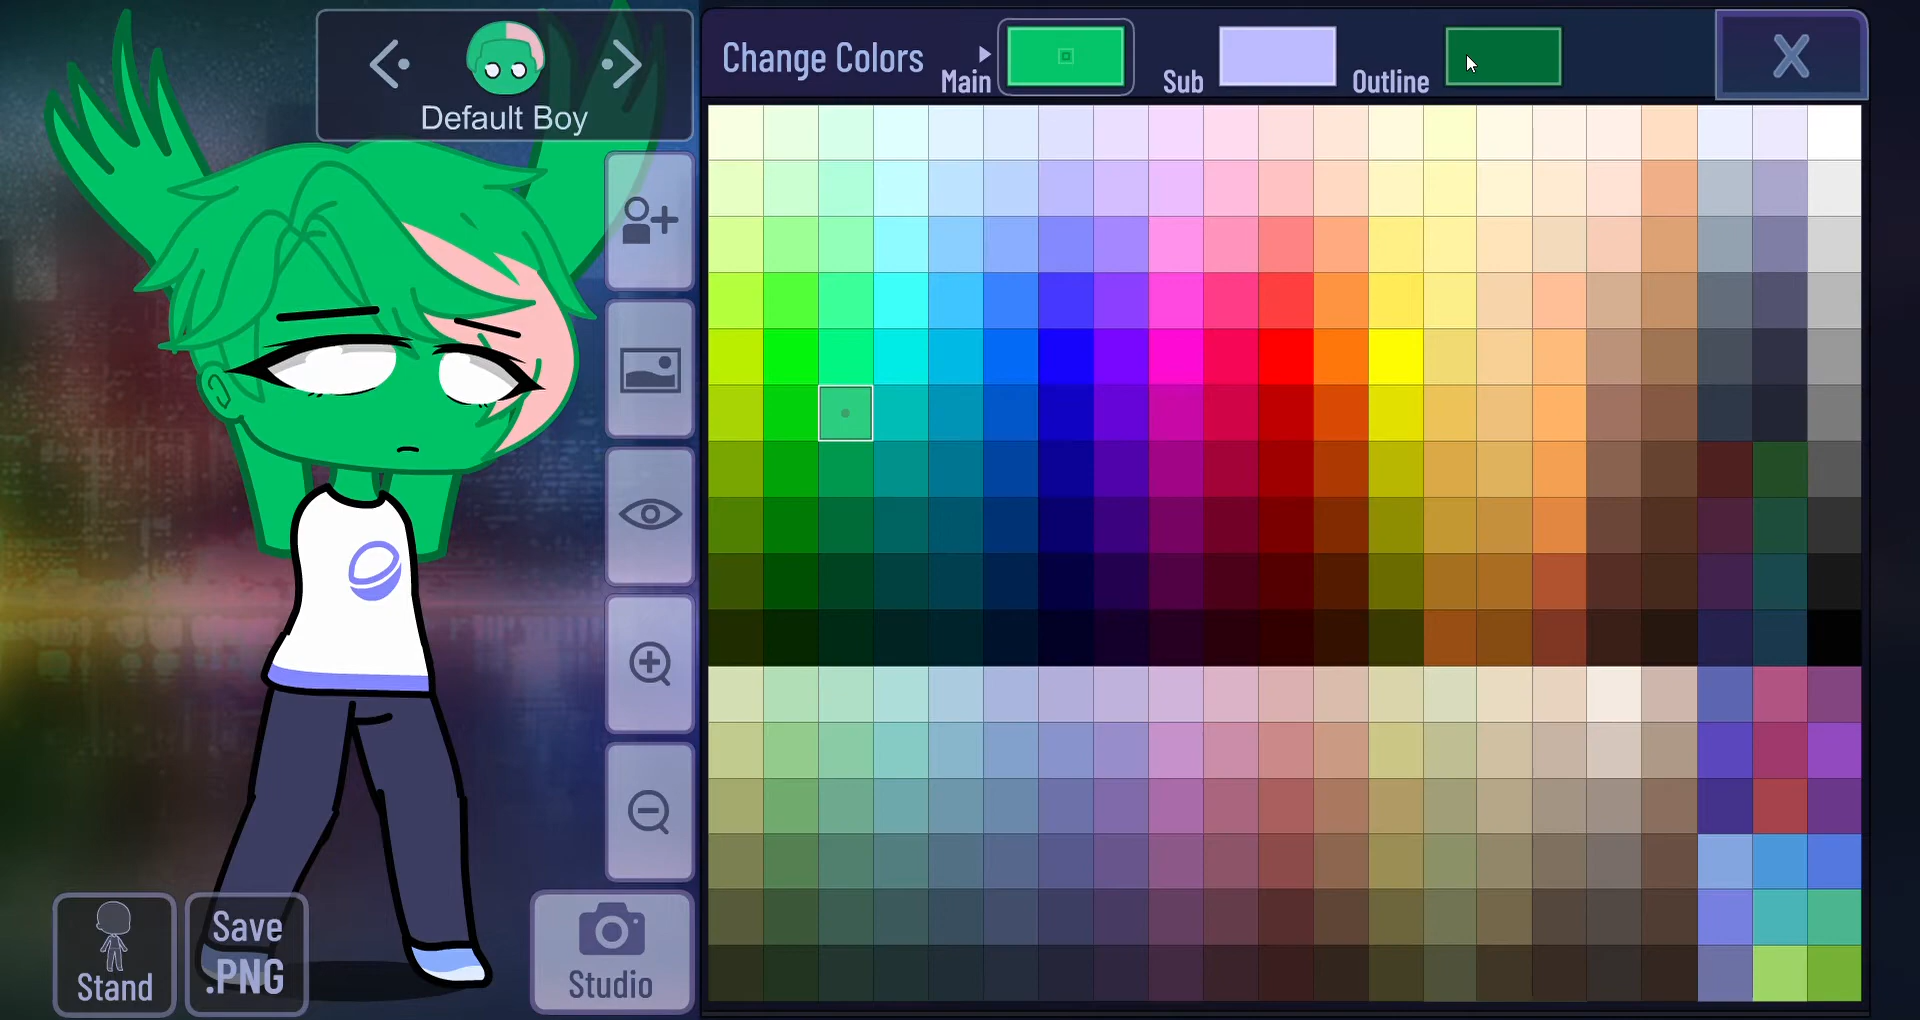 Default Boy
Change Colors
Main
Sub
Outline
X
Stand
Save
.PNG
Studio